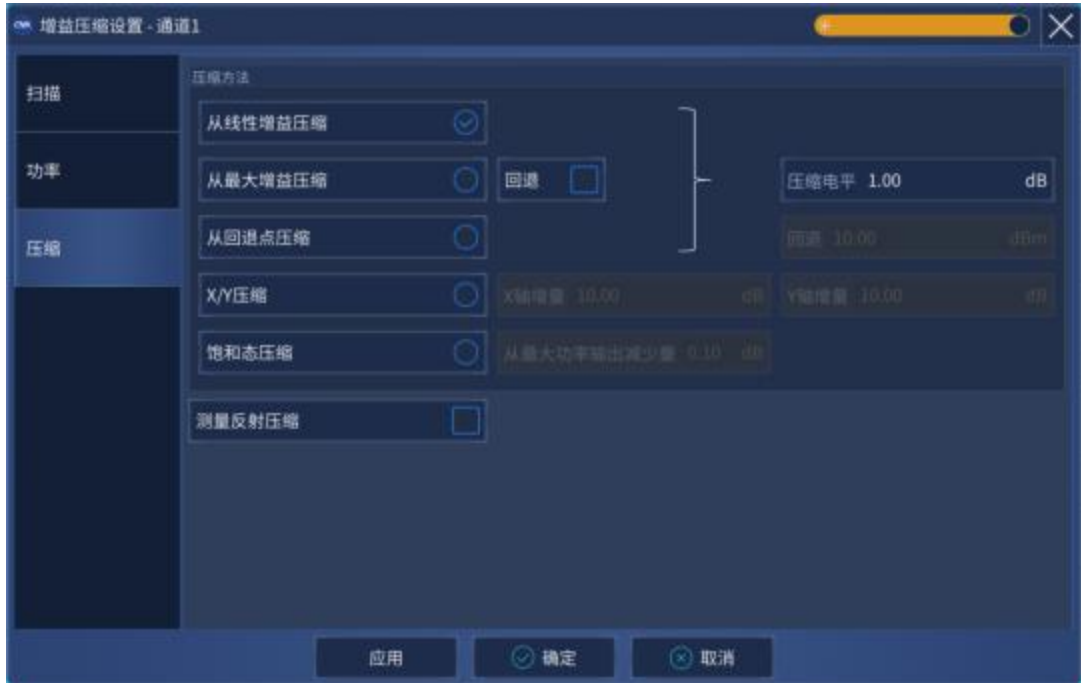 增益压缩设置 - 通道1
扫描
功率
压缩
压缩方法
从线性增益压缩
从最大增益压缩 回退 压缩电平 1.00 dB
从回退点压缩 回退 10.00 dBm
X/Y压缩 X轴增量 10.00 dB Y轴增量 10.00 dB
饱和态压缩 从最大功率输出减少量 0.10 dB
测量反射压缩
应用 确定 取消